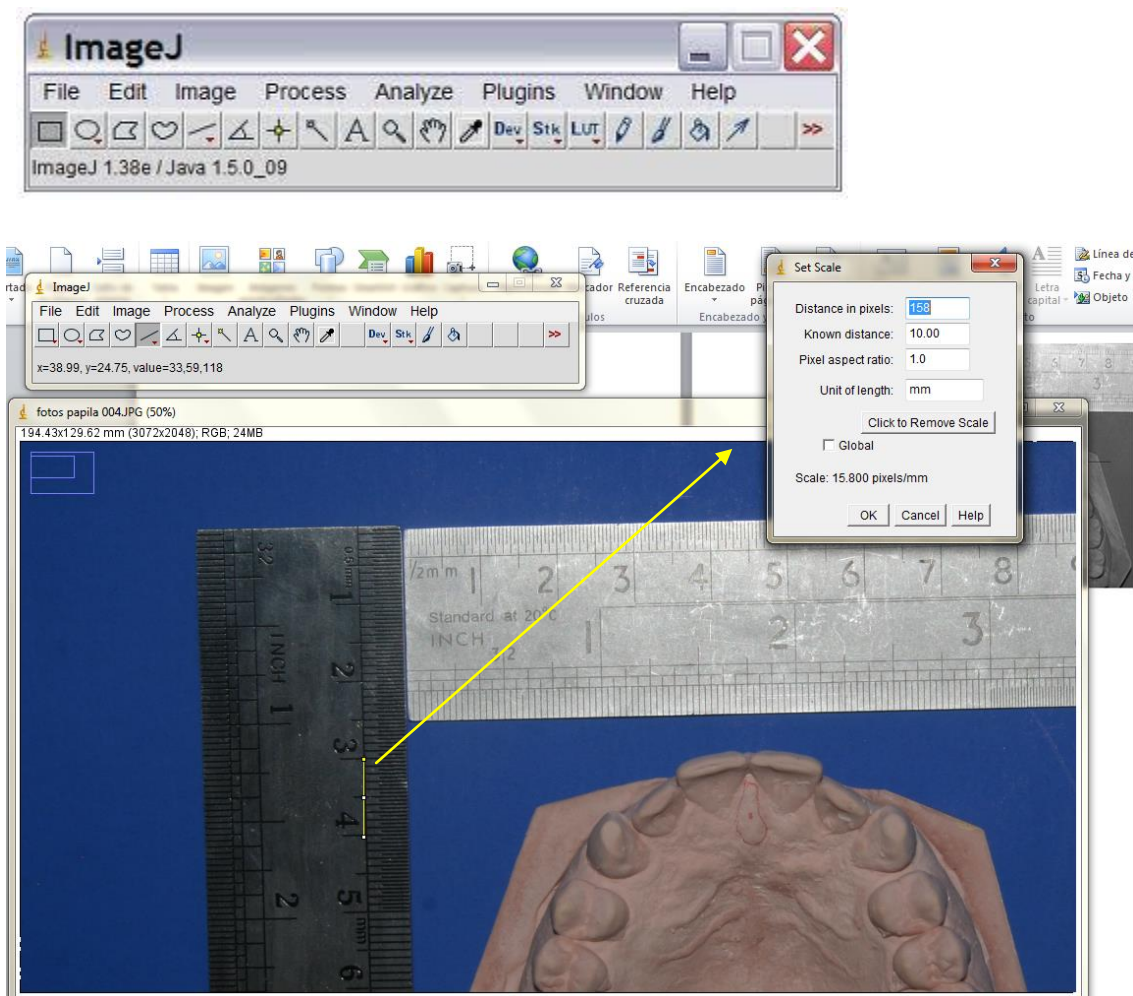 ImageJ
File Edit Image Process Analyze Plugins Window Help
A Dev Stk LUT >>
ImageJ 1.38e / Java 1.5.0_09
Línea de
Fecha y
Objeto
Referencia
cruzada
Encabezado
Letra
capital
ImageJ
File Edit Image Process Analyze Plugins Window Help
A Dev Stk >>
x=38.99, y=24.75, value=33,59,118
Set Scale
Distance in pixels: 158
Known distance: 10.00
Pixel aspect ratio: 1.0
Unit of length: mm
Click to Remove Scale
Global
Scale: 15.800 pixels/mm
OK Cancel Help
fotos papila 004.JPG (50%)
194.43x129.62 mm (3072x2048); RGB; 24MB
32
1 2 3 4 5 6
mm
INCH
1 2
/2mm 1 2 3 4 5 6 7 8
Standard at 20°C
INCH
1 2 3